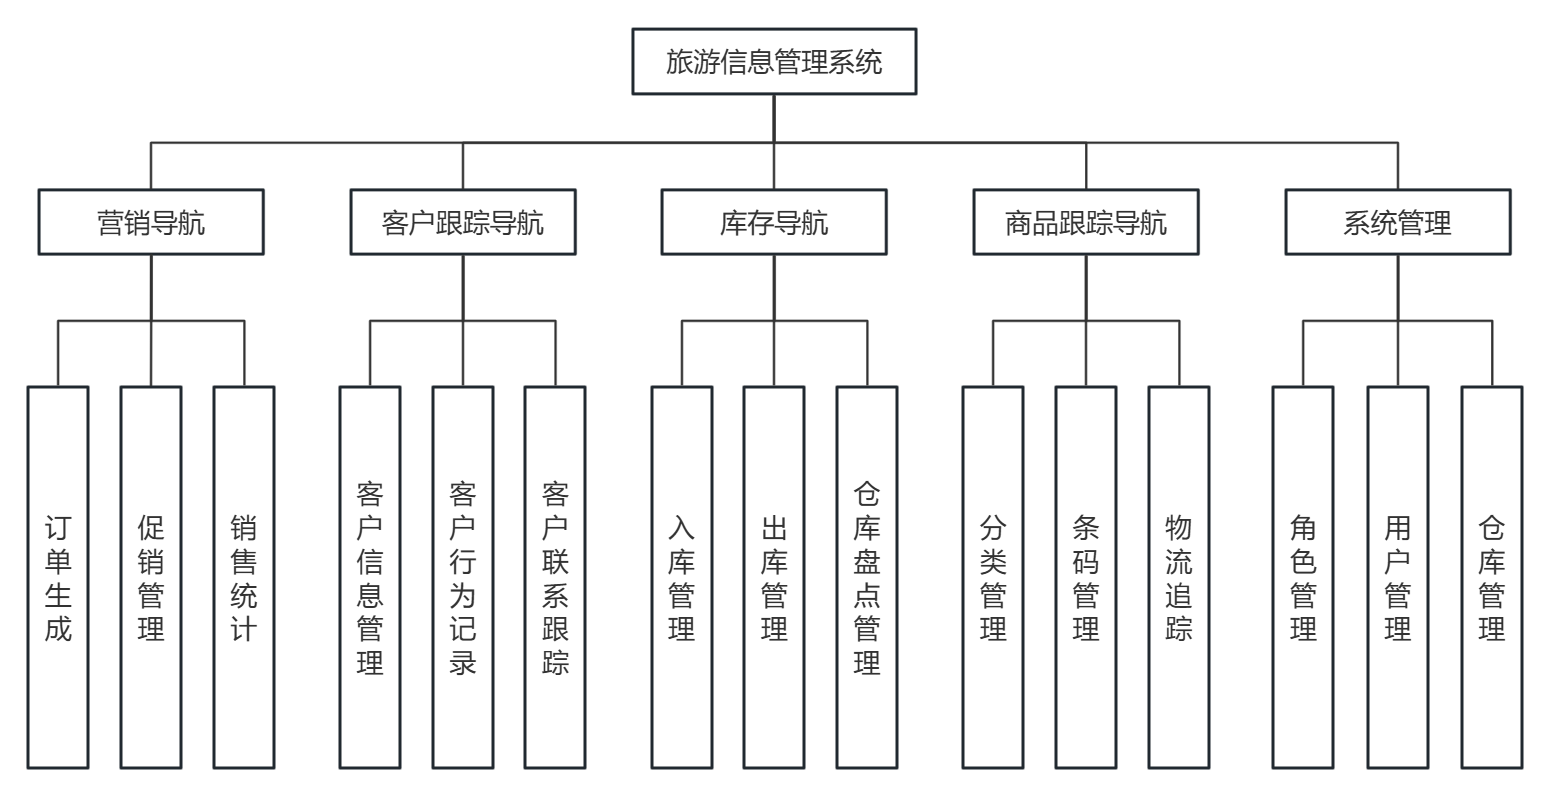 旅游信息管理系统
营销导航
客户跟踪导航
库存导航
商品跟踪导航
系统管理
订单生成
促销管理
销售统计
客户信息管理
客户行为记录
客户联系跟踪
入库管理
出库管理
仓库盘点管理
分类管理
条码管理
物流追踪
角色管理
用户管理
仓库管理